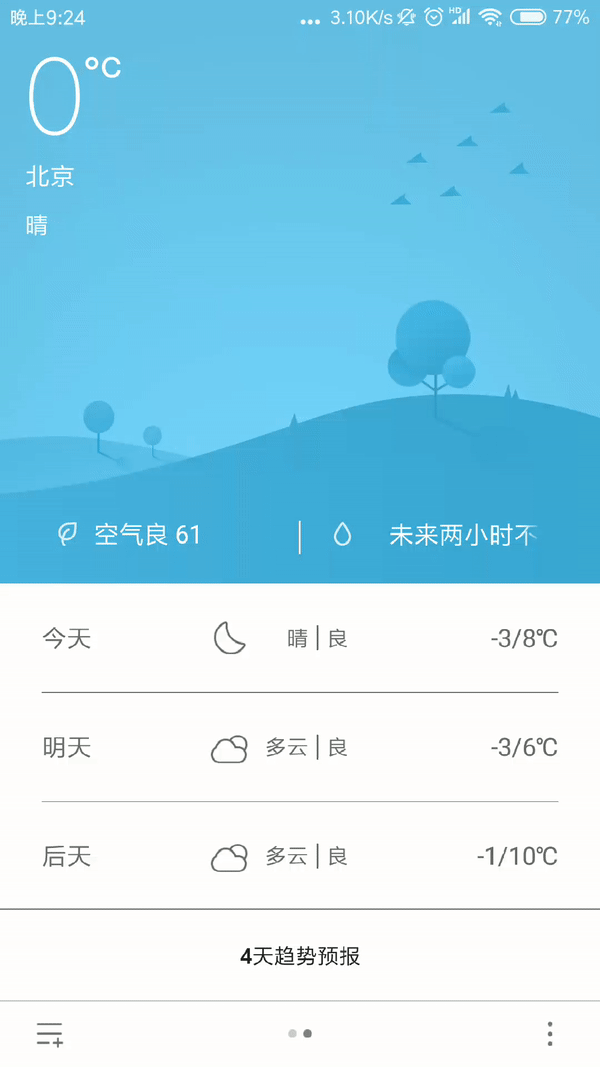 晚上9:24 ... 3.10K/s HD 77%
0℃
北京
晴
空气良 61 未来两小时不
今天 晴|良 -3/8℃
明天 多云|良 -3/6℃
后天 多云|良 -1/10℃
4天趋势预报